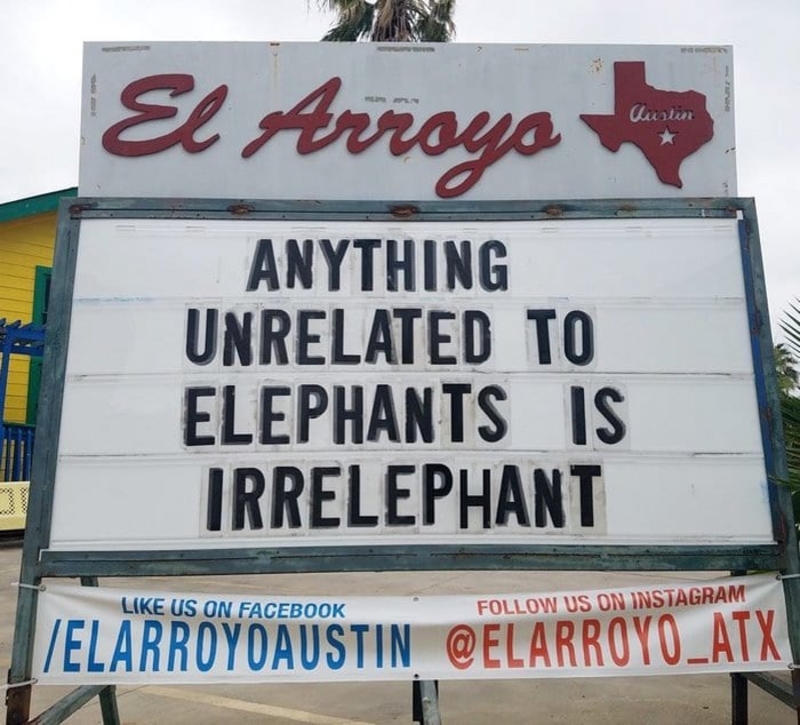 El Arroyo
Austin
ANYTHING
UNRELATED TO
ELEPHANTS IS
IRRELEPHANT
LIKE US ON FACEBOOK
/ELARROYOAUSTIN
FOLLOW US ON INSTAGRAM
@ELARROYO_ATX